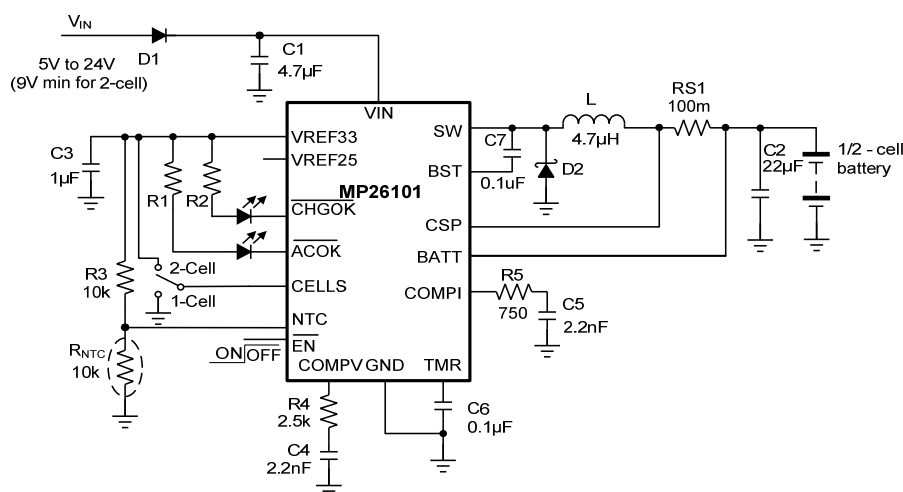 VIN
5V to 24V
(9V min for 2-cell)
D1
C1
4.7µF
VIN
VREF33
VREF25
MP26101
CHGOK
ACOK
CELLS
NTC
EN
COMPV
GND
TMR
SW
BST
CSP
BATT
COMPI
C3
1µF
R1
R2
2-Cell
1-Cell
R3
10k
RNTC
10k
ON
OFF
R4
2.5k
C4
2.2nF
C6
0.1µF
R5
750
C5
2.2nF
C7
0.1uF
D2
L
4.7µH
RS1
100m
C2
22µF
1/2 - cell
battery